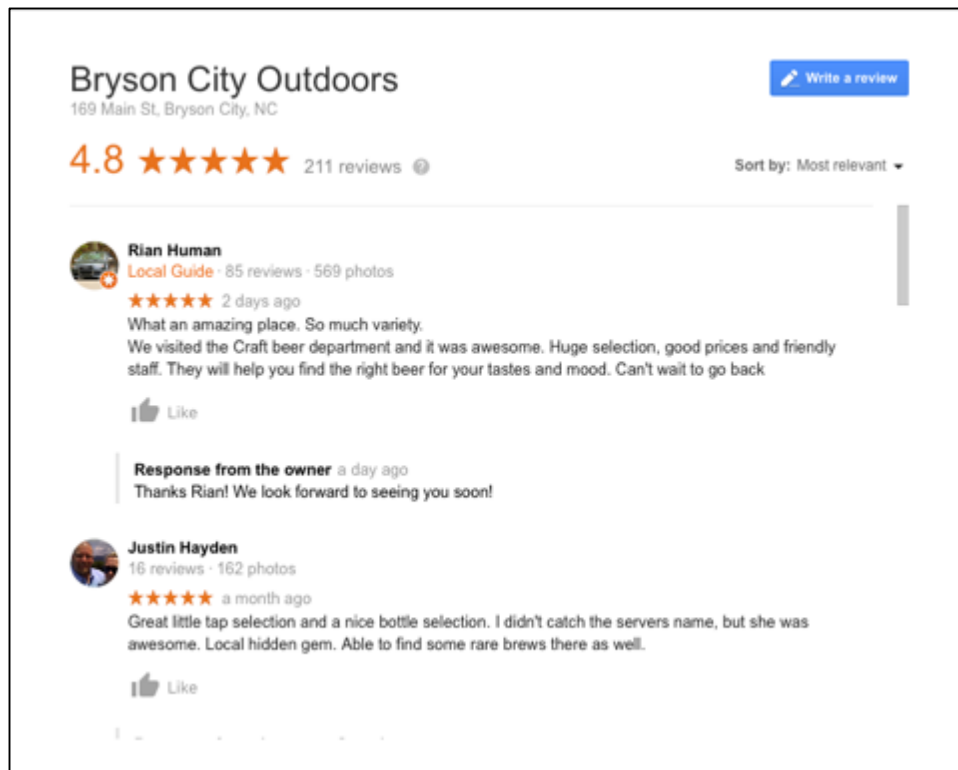 Bryson City Outdoors
Write a review
169 Main St, Bryson City, NC
4.8 211 reviews ?
Sort by: Most relevant
Rian Human
Local Guide · 85 reviews · 569 photos
2 days ago
What an amazing place. So much variety.
We visited the Craft beer department and it was awesome. Huge selection, good prices and friendly
staff. They will help you find the right beer for your tastes and mood. Can't wait to go back
Like
Response from the owner a day ago
Thanks Rian! We look forward to seeing you soon!
Justin Hayden
16 reviews · 162 photos
a month ago
Great little tap selection and a nice bottle selection. I didn't catch the servers name, but she was
awesome. Local hidden gem. Able to find some rare brews there as well.
Like